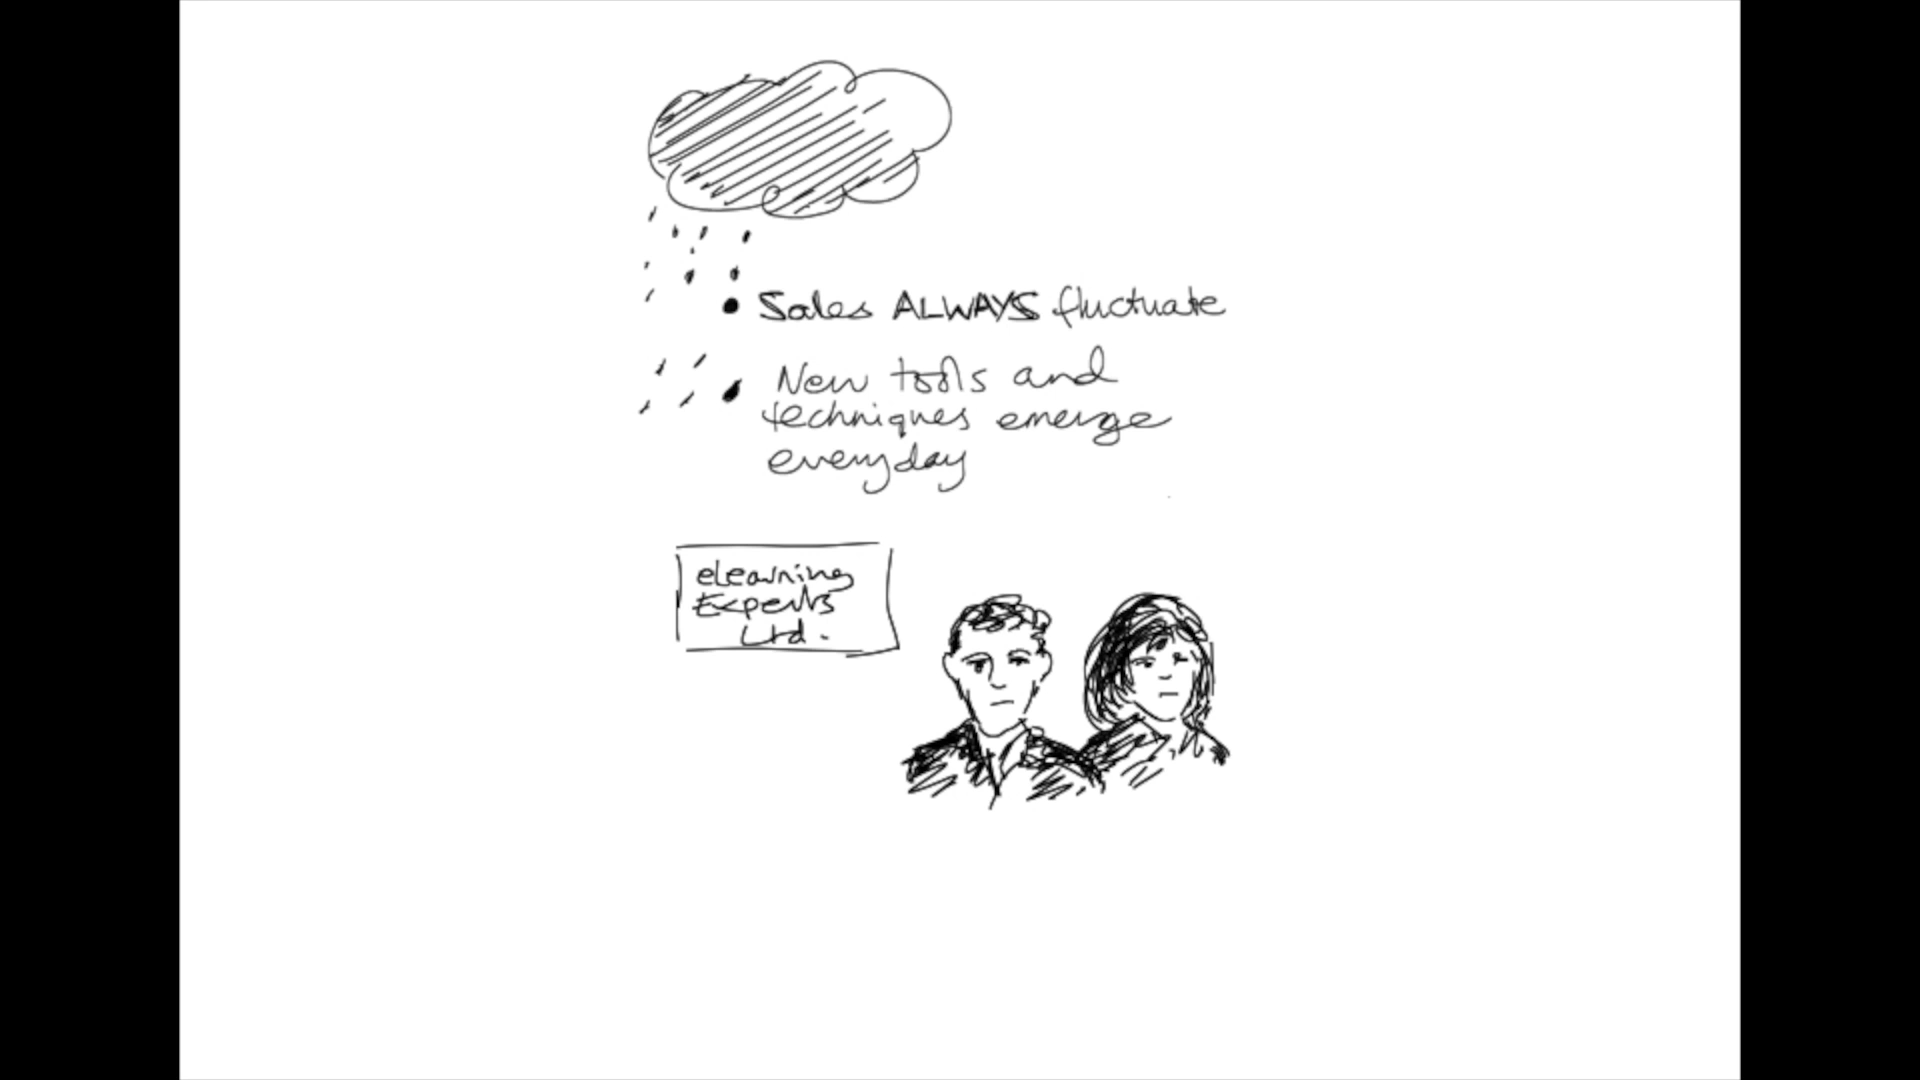 • Sales ALWAYS fluctuate
• New tools and
techniques emerge
everyday
eLearning
Experts
Ltd.